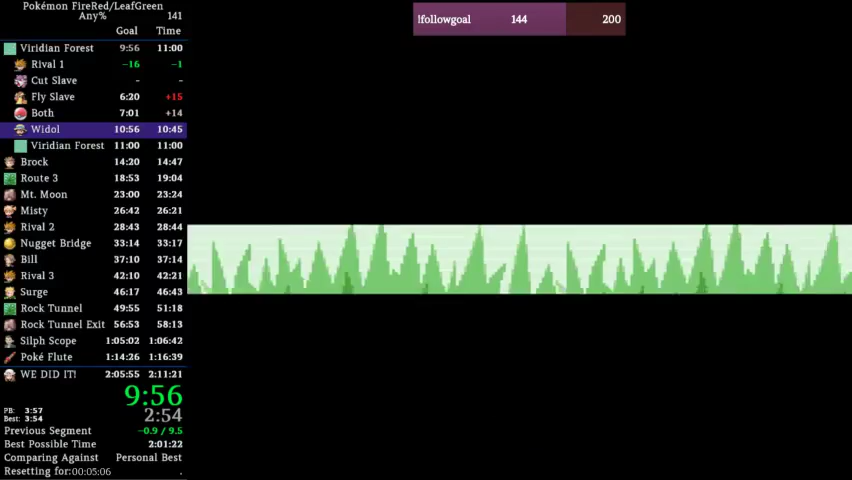 Pokémon FireRed/LeafGreen
Any% 141
Goal Time
Viridian Forest 9:56 11:00
Rival 1 −16 −1
Cut Slave - -
Fly Slave 6:20 +15
Both 7:01 +14
Widol 10:56 10:45
Viridian Forest 11:00 11:00
Brock 14:20 14:47
Route 3 18:53 19:04
Mt. Moon 23:00 23:24
Misty 26:42 26:21
Rival 2 28:43 28:44
Nugget Bridge 33:14 33:17
Bill 37:10 37:14
Rival 3 42:10 42:21
Surge 46:17 46:43
Rock Tunnel 49:55 51:18
Rock Tunnel Exit 56:53 58:13
Silph Scope 1:05:02 1:06:42
Poké Flute 1:14:26 1:16:39
WE DID IT! 2:05:55 2:11:21
9:56
PB: 3:57 2:54
Best: 3:54
Previous Segment −0.9 / 9.5
Best Possible Time 2:01:22
Comparing Against Personal Best
Resetting for:00:05:06 .
!followgoal 144 200